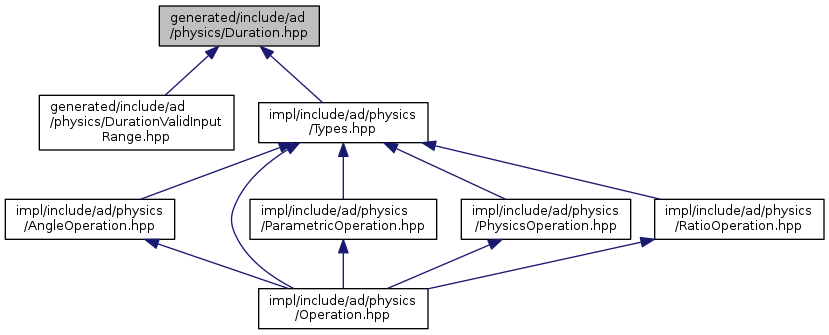 generated/include/ad
/physics/Duration.hpp
generated/include/ad
/physics/DurationValidInput
Range.hpp
impl/include/ad/physics
/Types.hpp
impl/include/ad/physics
/AngleOperation.hpp
impl/include/ad/physics
/ParametricOperation.hpp
impl/include/ad/physics
/PhysicsOperation.hpp
impl/include/ad/physics
/RatioOperation.hpp
impl/include/ad/physics
/Operation.hpp